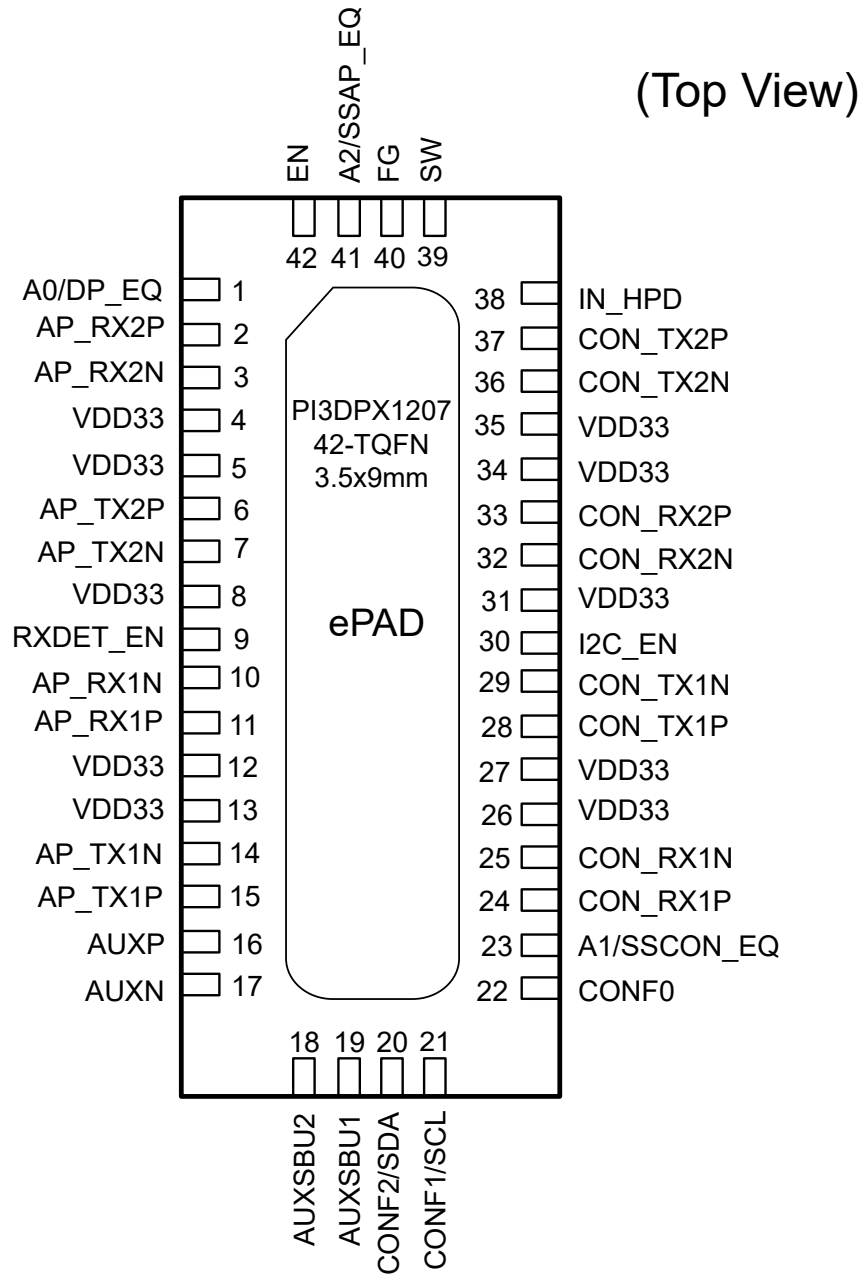 (Top View)
EN
A2/SSAP_EQ
FG
SW
42 41 40 39
A0/DP_EQ 1
AP_RX2P 2
AP_RX2N 3
VDD33 4
VDD33 5
AP_TX2P 6
AP_TX2N 7
VDD33 8
RXDET_EN 9
AP_RX1N 10
AP_RX1P 11
VDD33 12
VDD33 13
AP_TX1N 14
AP_TX1P 15
AUXP 16
AUXN 17
PI3DPX1207
42-TQFN
3.5x9mm
ePAD
38 IN_HPD
37 CON_TX2P
36 CON_TX2N
35 VDD33
34 VDD33
33 CON_RX2P
32 CON_RX2N
31 VDD33
30 I2C_EN
29 CON_TX1N
28 CON_TX1P
27 VDD33
26 VDD33
25 CON_RX1N
24 CON_RX1P
23 A1/SSCON_EQ
22 CONF0
18 19 20 21
AUXSBU2
AUXSBU1
CONF2/SDA
CONF1/SCL